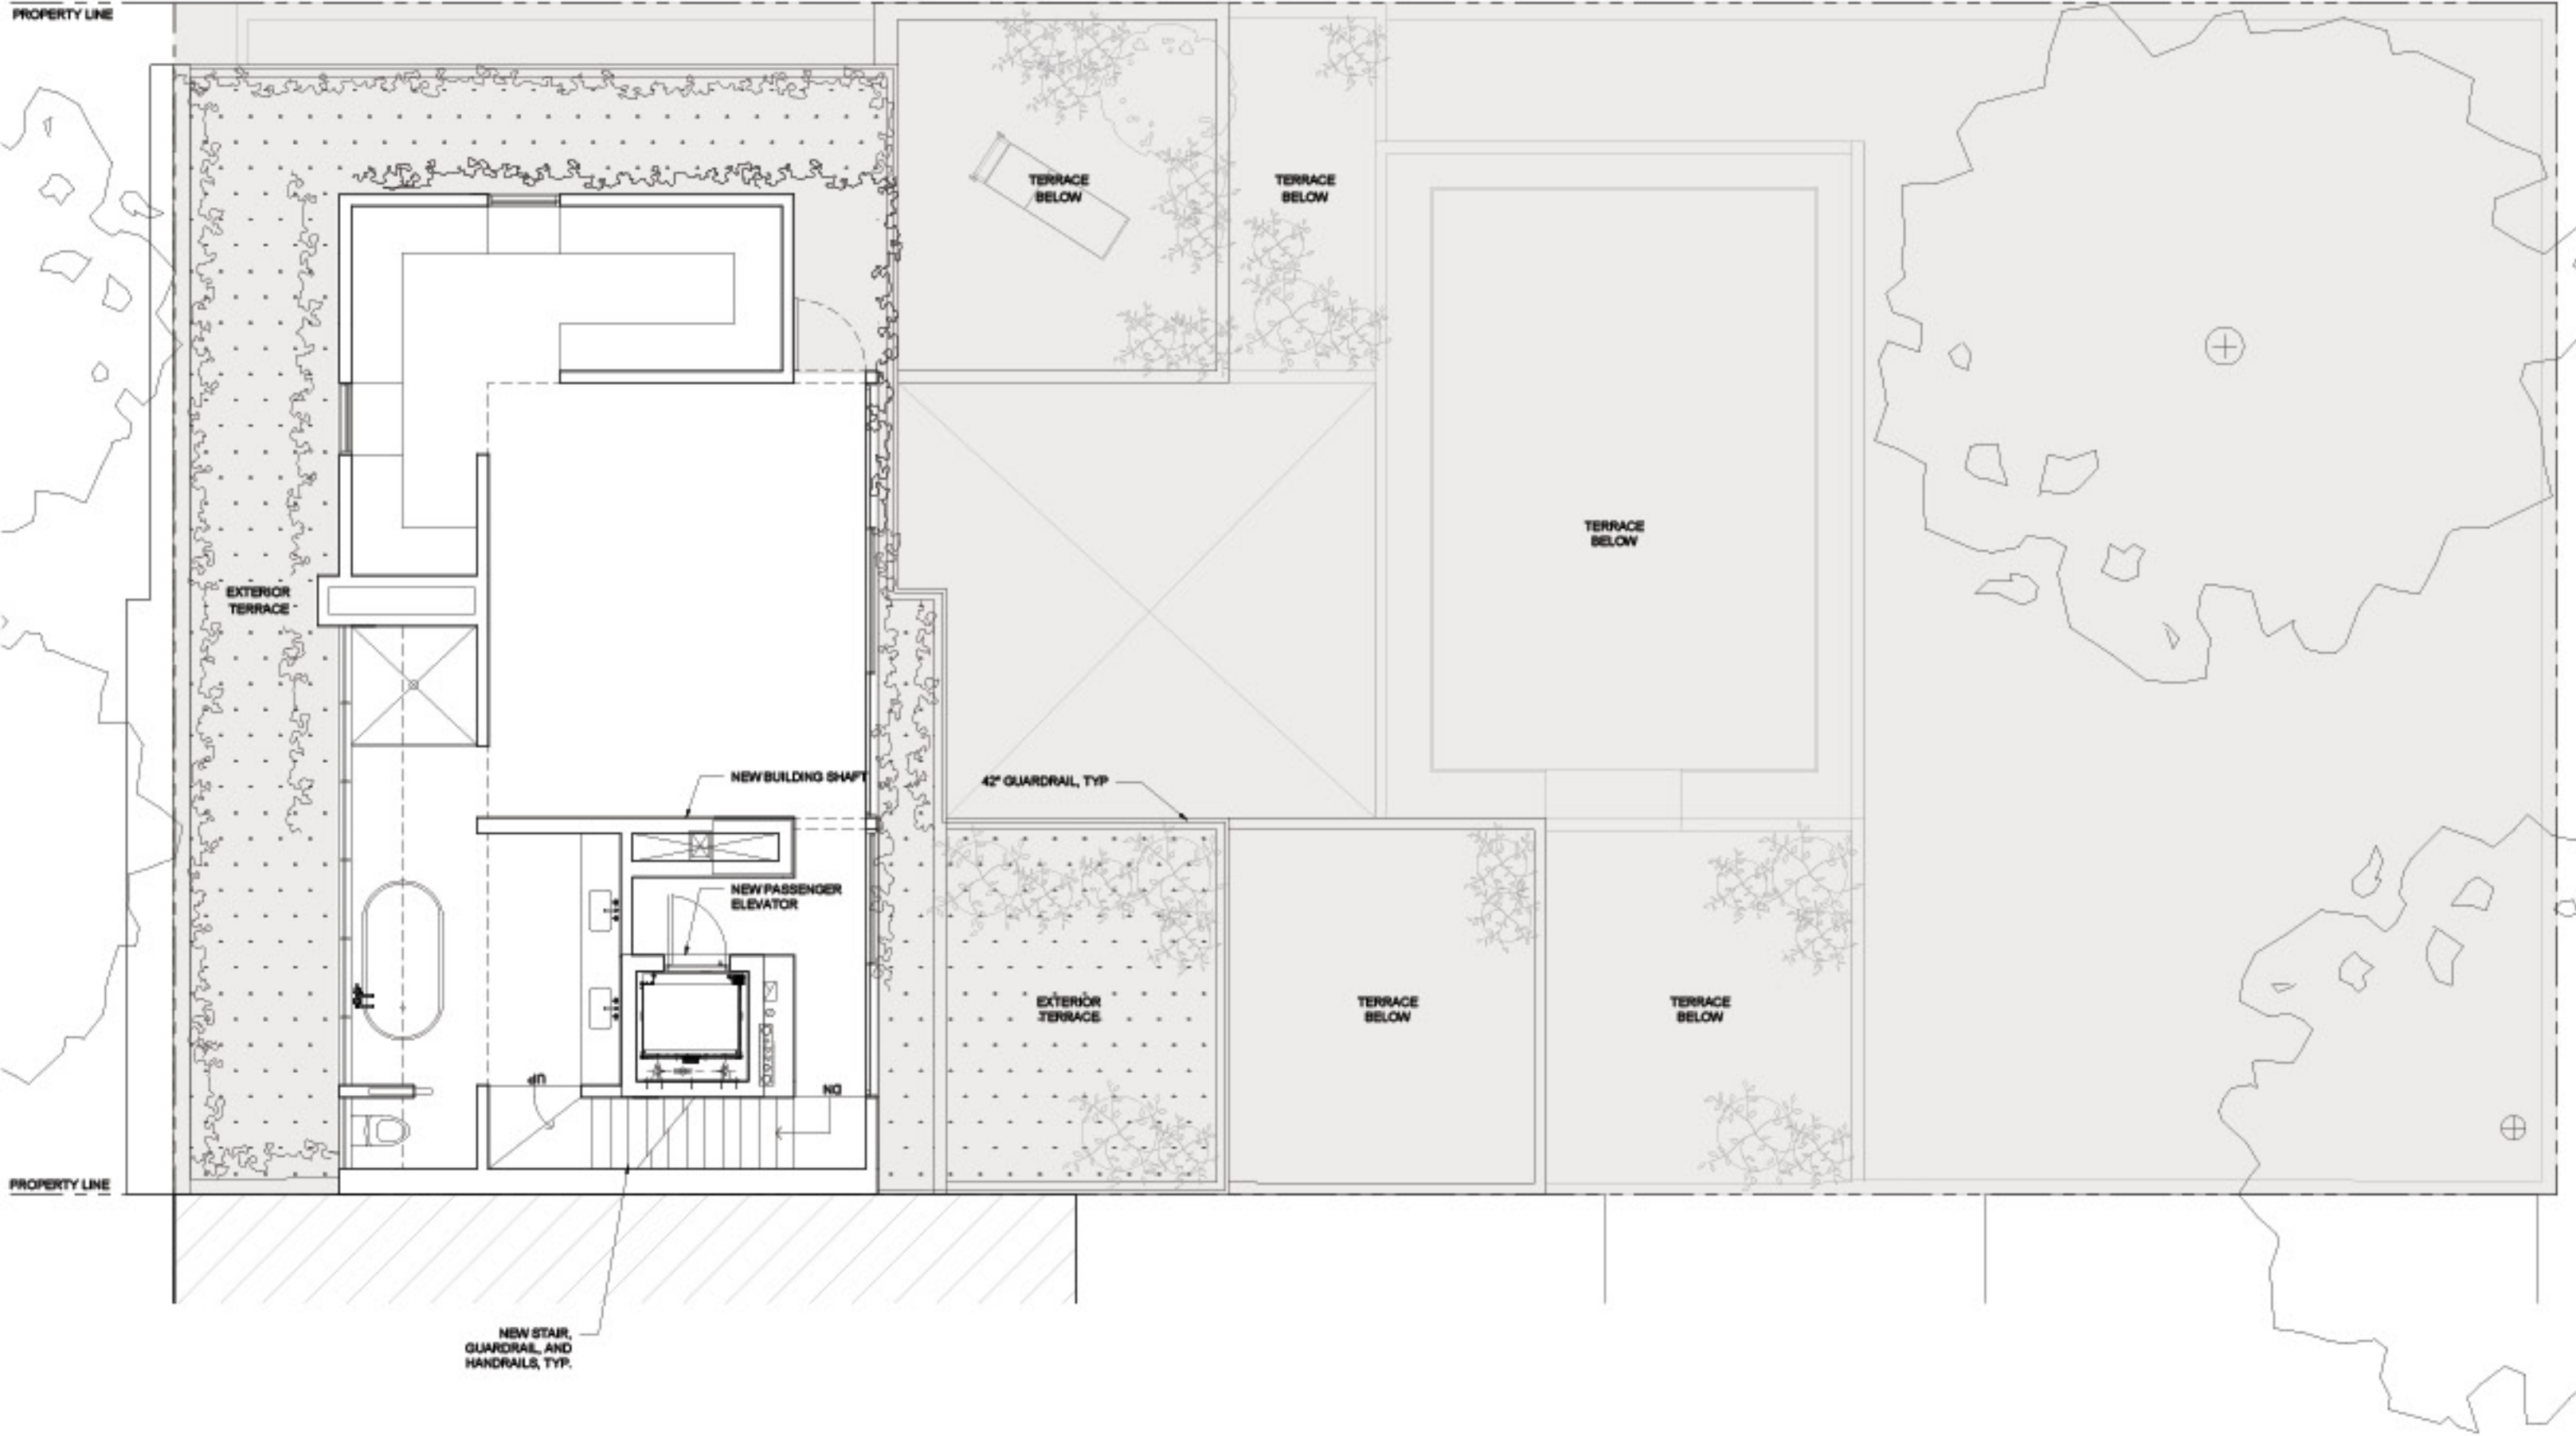 PROPERTY LINE
TERRACE
BELOW
TERRACE
BELOW
TERRACE
BELOW
EXTERIOR
TERRACE
NEW BUILDING SHAFT
42" GUARDRAIL, TYP
NEW PASSENGER
ELEVATOR
EXTERIOR
TERRACE
TERRACE
BELOW
TERRACE
BELOW
UP
DN
PROPERTY LINE
NEW STAIR,
GUARDRAIL, AND
HANDRAILS, TYP.